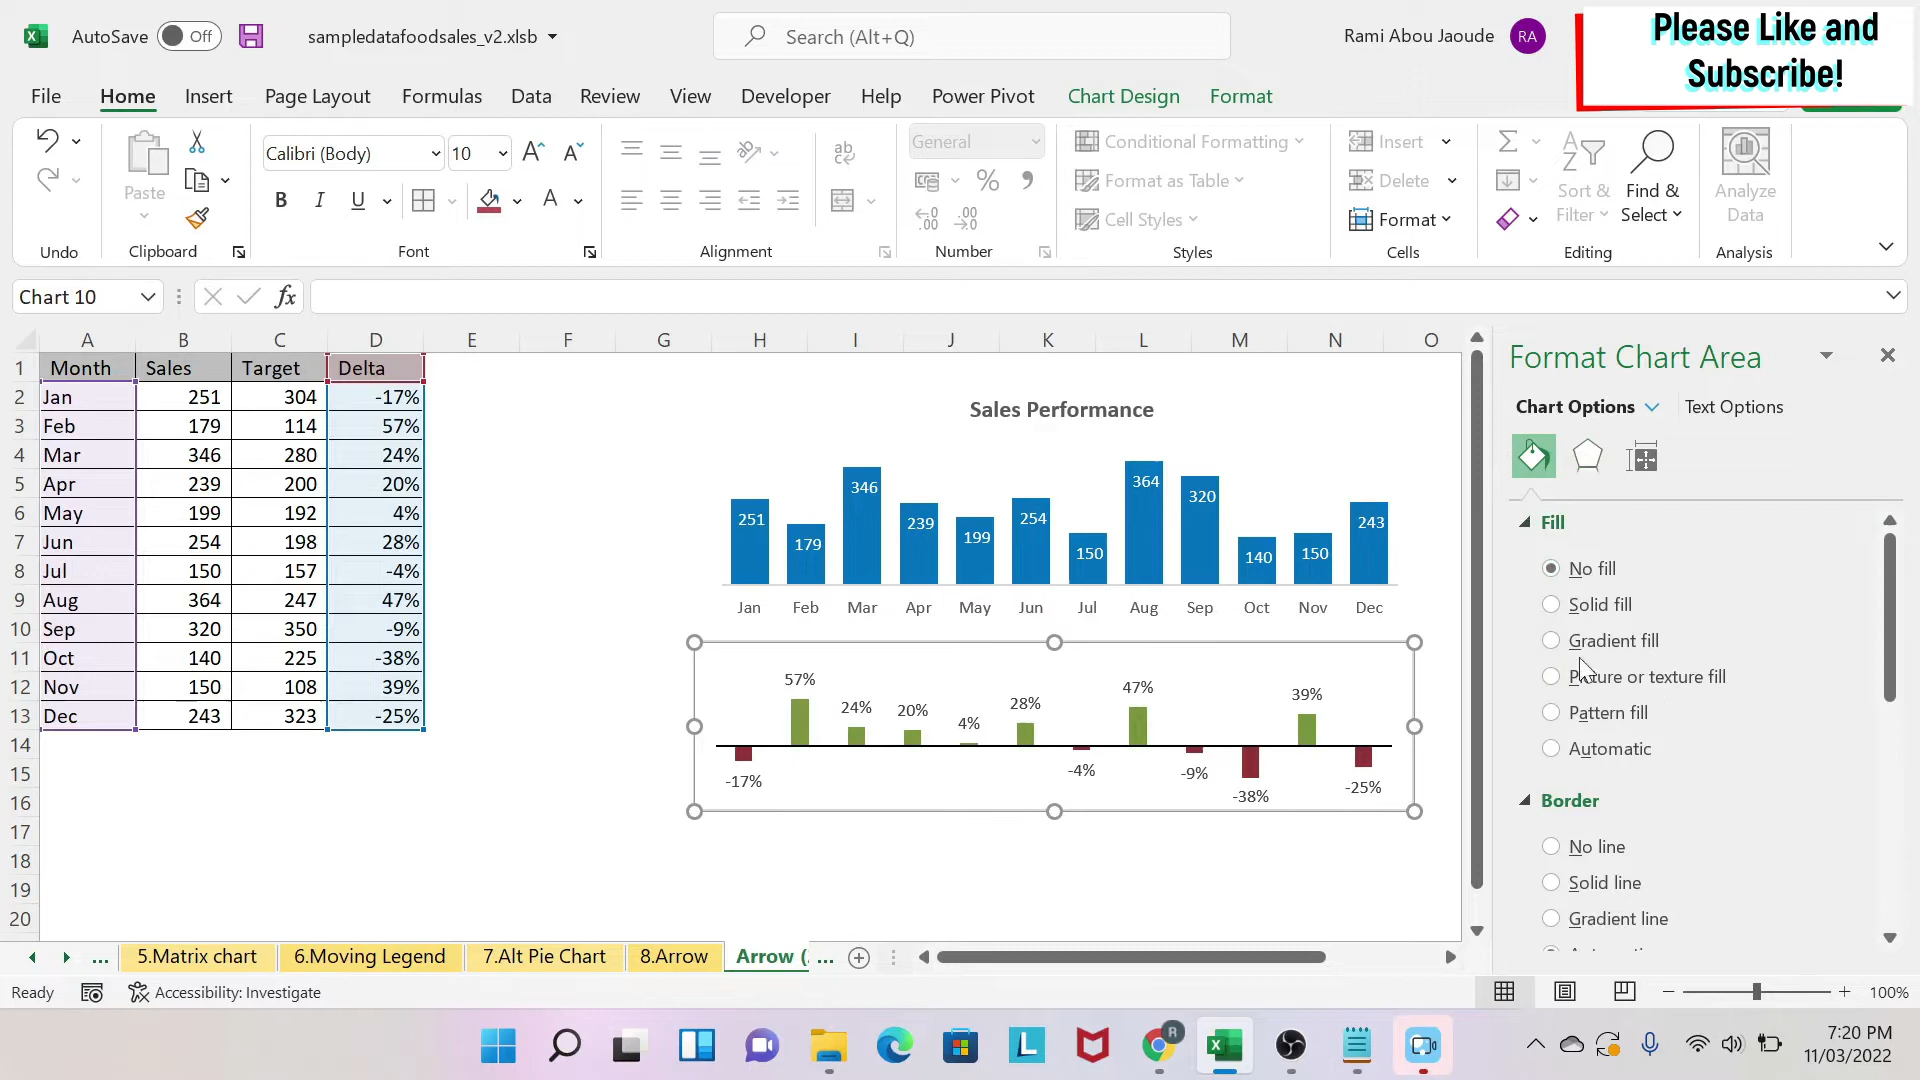 AutoSave Off sampledatafoodsales_v2.xlsb Search (Alt+Q) Rami Abou Jaoude RA
Please Like and
Subscribe!
File Home Insert Page Layout Formulas Data Review View Developer Help Power Pivot Chart Design Format
Paste Calibri (Body) 10 General Conditional Formatting Insert
Format as Table Delete Sort & Filter Find & Select Analyze Data
B I U A Cell Styles Format
Undo Clipboard Font Alignment Number Styles Cells Editing Analysis
Chart 10 fx
A B C D E F G H I J K L M N O
1 Month Sales Target Delta
2 Jan 251 304 -17%
3 Feb 179 114 57%
4 Mar 346 280 24%
5 Apr 239 200 20%
6 May 199 192 4%
7 Jun 254 198 28%
8 Jul 150 157 -4%
9 Aug 364 247 47%
10 Sep 320 350 -9%
11 Oct 140 225 -38%
12 Nov 150 108 39%
13 Dec 243 323 -25%
14
15
16
17
18
19
20
Sales Performance
251 179 346 239 199 254 150 364 320 140 150 243
Jan Feb Mar Apr May Jun Jul Aug Sep Oct Nov Dec
57% 24% 20% 4% 28% 47% 39%
-17% -4% -9% -38% -25%
Format Chart Area
Chart Options Text Options
Fill
No fill
Solid fill
Gradient fill
Picture or texture fill
Pattern fill
Automatic
Border
No line
Solid line
Gradient line
... 5.Matrix chart 6.Moving Legend 7.Alt Pie Chart 8.Arrow Arrow ( ...
Ready Accessibility: Investigate 100%
7:20 PM
11/03/2022